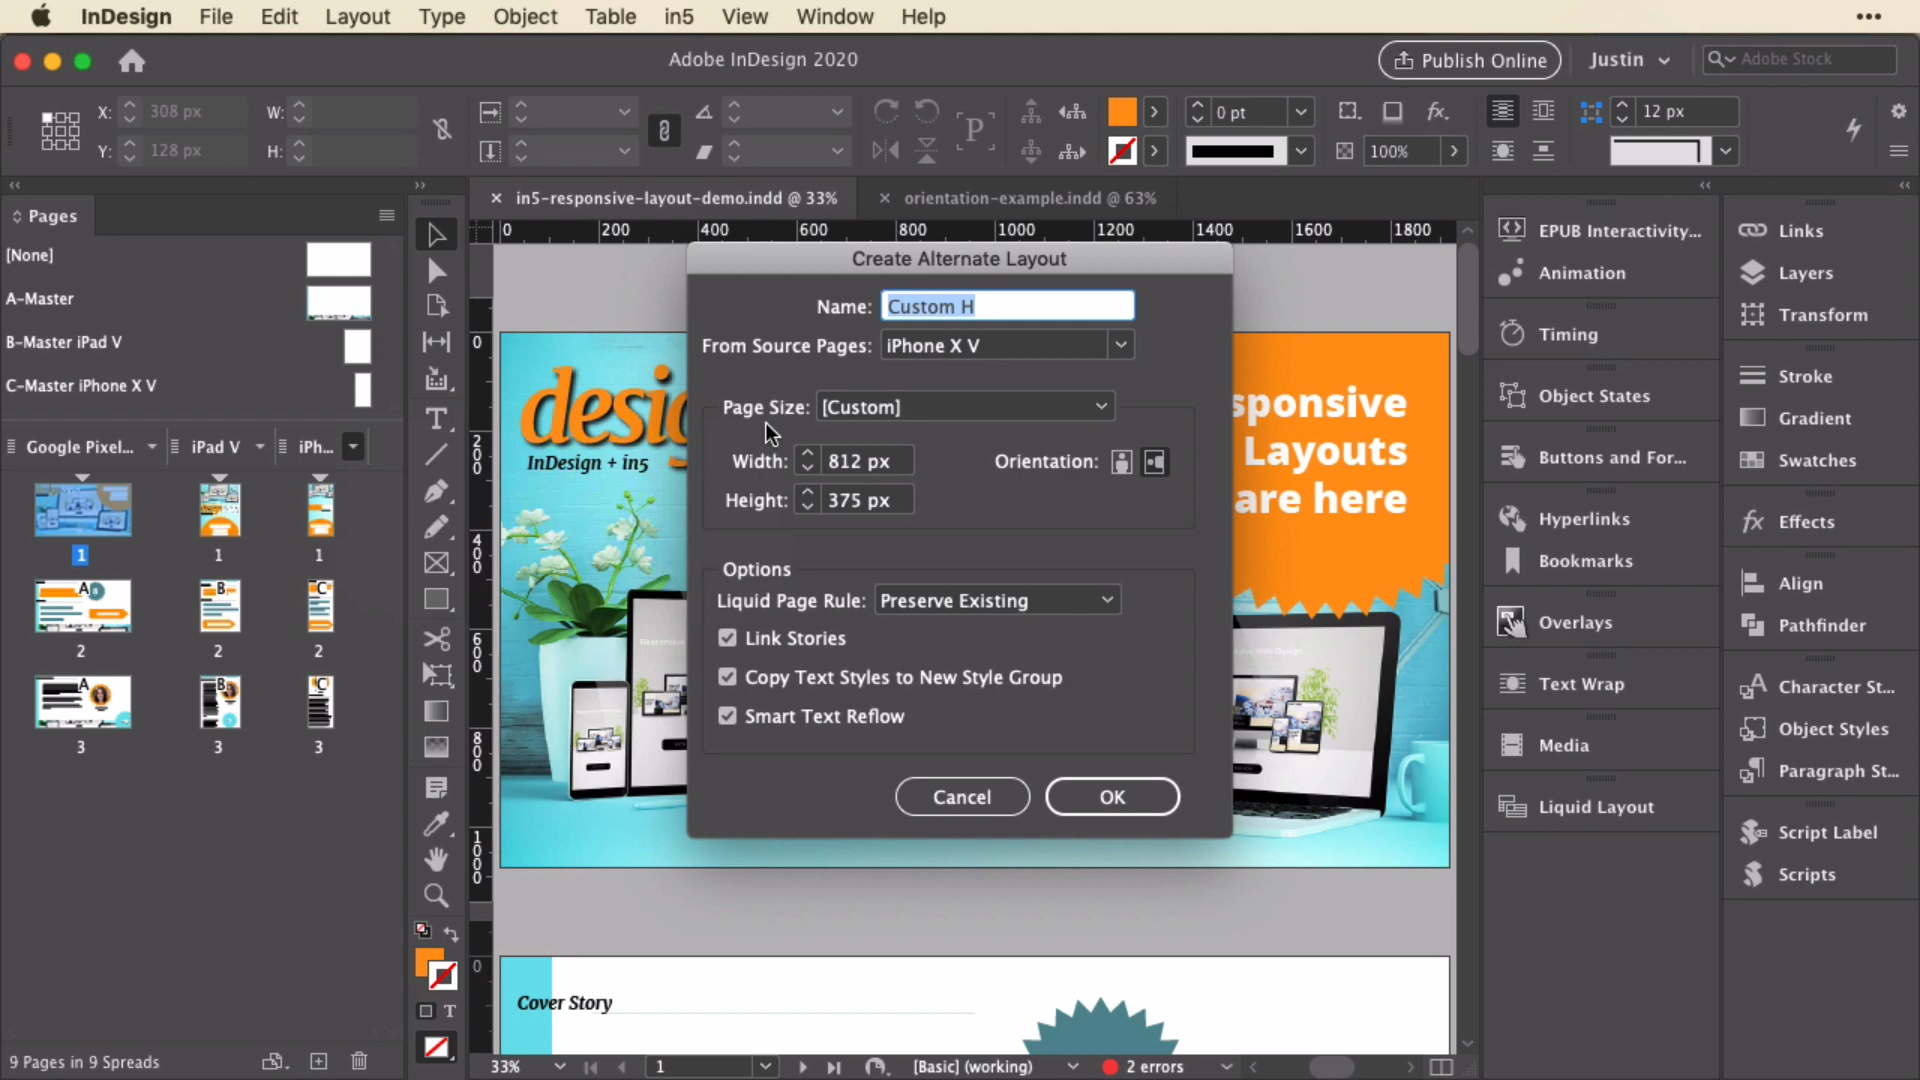 InDesign File Edit Layout Type Object Table in5 View Window Help
Adobe InDesign 2020
Publish Online
Justin
Adobe Stock
X: 308 px
W:
0 pt
12 px
Y: 128 px
H:
100%
Pages
[None]
A-Master
B-Master iPad V
C-Master iPhone X V
Google Pixel... iPad V iPh...
1 1 1
A B C
2 2 2
A B C
3 3 3
9 Pages in 9 Spreads
in5-responsive-layout-demo.indd @ 33%
orientation-example.indd @ 63%
0 200 400 600 800 1000 1200 1400 1600 1800
0
200
400
600
800
1000
0
desig
InDesign + in5
sponsive
Layouts
are here
Create Alternate Layout
Name: Custom H
From Source Pages: iPhone X V
Page Size: [Custom]
Width: 812 px
Orientation:
Height: 375 px
Options
Liquid Page Rule: Preserve Existing
Link Stories
Copy Text Styles to New Style Group
Smart Text Reflow
Cancel
OK
Cover Story
33%
1
[Basic] (working)
2 errors
EPUB Interactivity...
Animation
Timing
Object States
Buttons and For...
Hyperlinks
Bookmarks
Overlays
Text Wrap
Media
Liquid Layout
Links
Layers
Transform
Stroke
Gradient
Swatches
Effects
Align
Pathfinder
Character St...
Object Styles
Paragraph St...
Script Label
Scripts